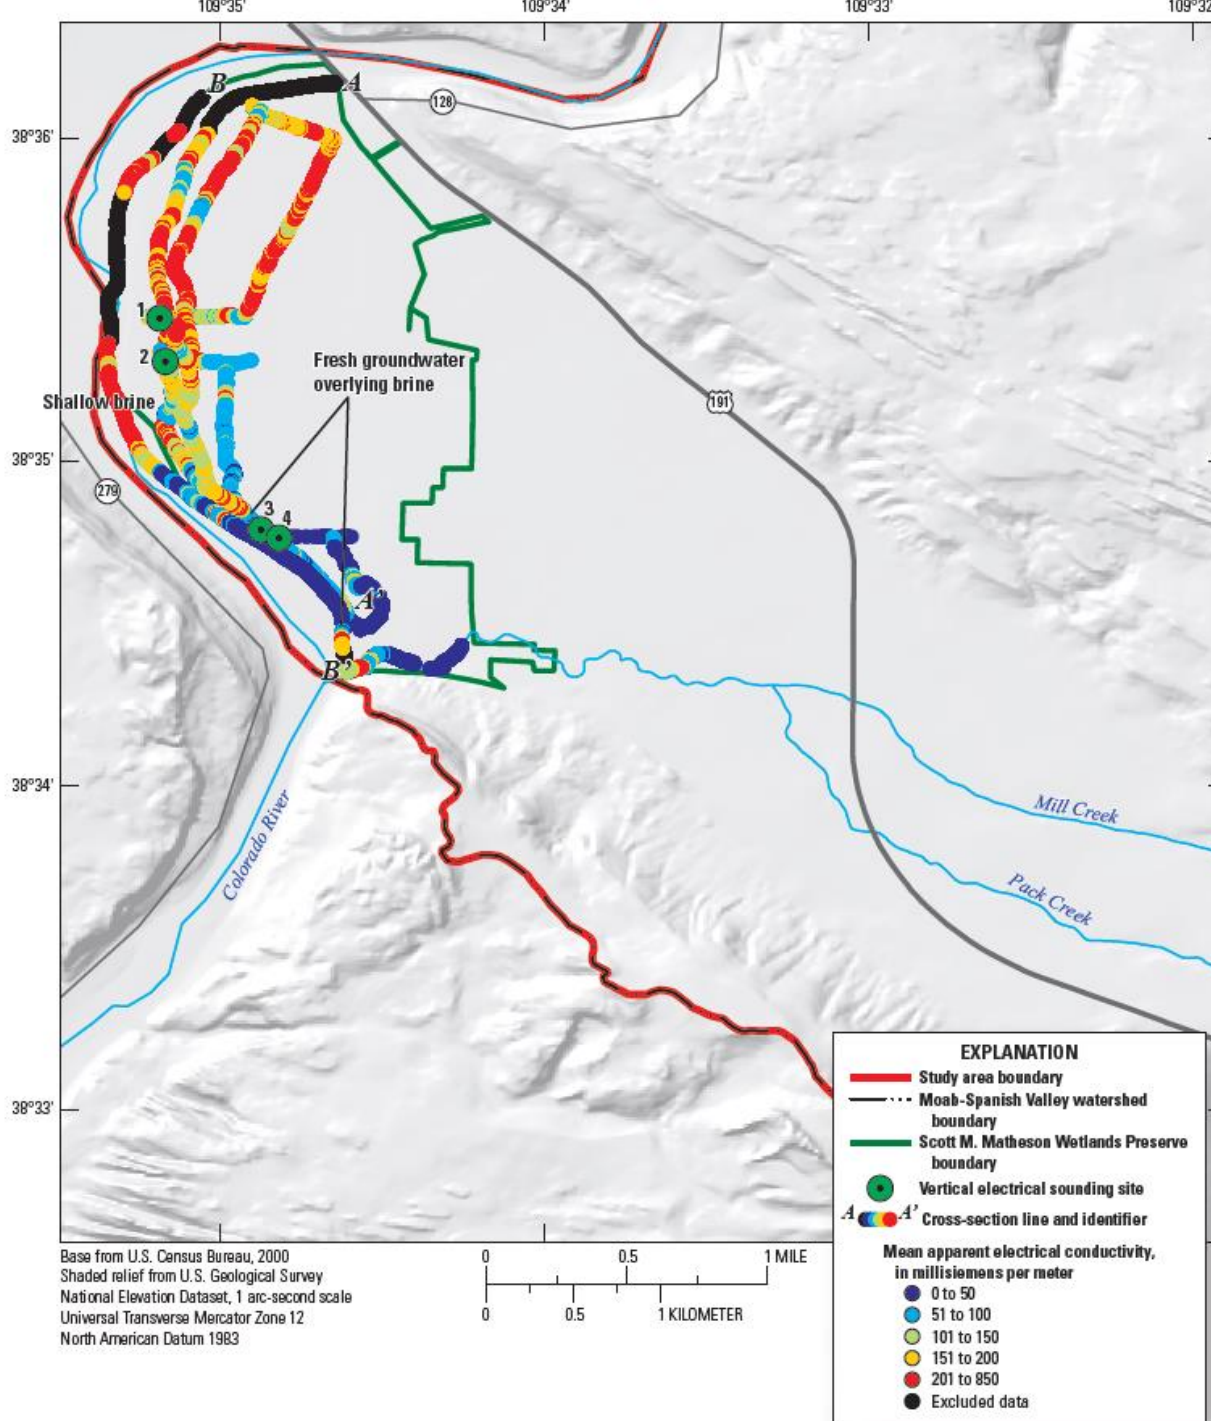 109°35'
109°34'
109°33'
109°32'
B
A
128
38°36'
1
2
Fresh groundwater
overlying brine
Shallow brine
191
38°35'
279
3
4
A'
B'
38°34'
Mill Creek
Colorado River
Pack Creek
38°33'
EXPLANATION
Study area boundary
Moab-Spanish Valley watershed
boundary
Scott M. Matheson Wetlands Preserve
boundary
Vertical electrical sounding site
A A' Cross-section line and identifier
Mean apparent electrical conductivity,
in millisiemens per meter
0 to 50
51 to 100
101 to 150
151 to 200
201 to 850
Excluded data
Base from U.S. Census Bureau, 2000
Shaded relief from U.S. Geological Survey
National Elevation Dataset, 1 arc-second scale
Universal Transverse Mercator Zone 12
North American Datum 1983
0 0.5 1 MILE
0 0.5 1 KILOMETER